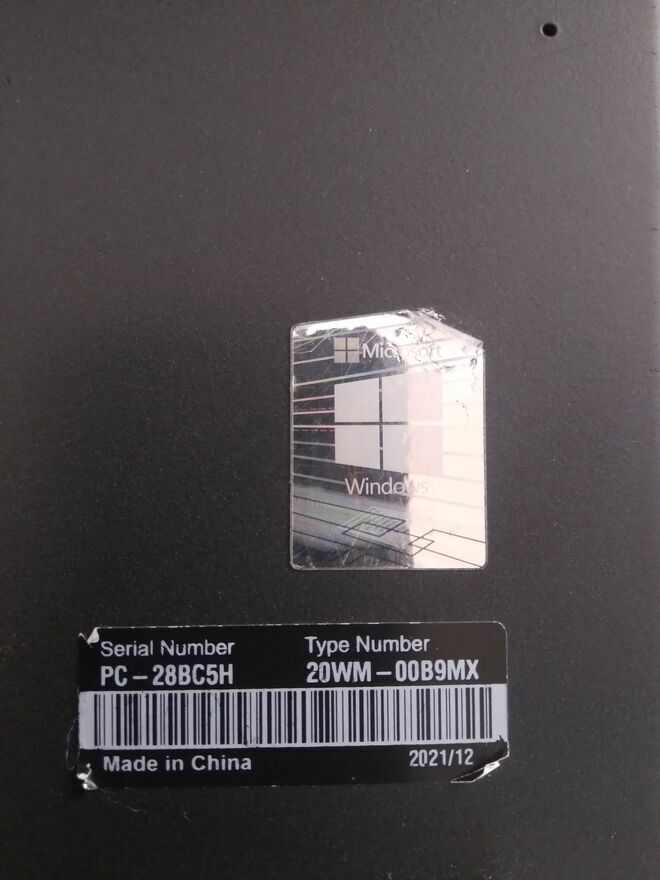 Microsoft
Windows
Serial Number Type Number
PC-28BC5H 20WM-00B9MX
Made in China 2021/12